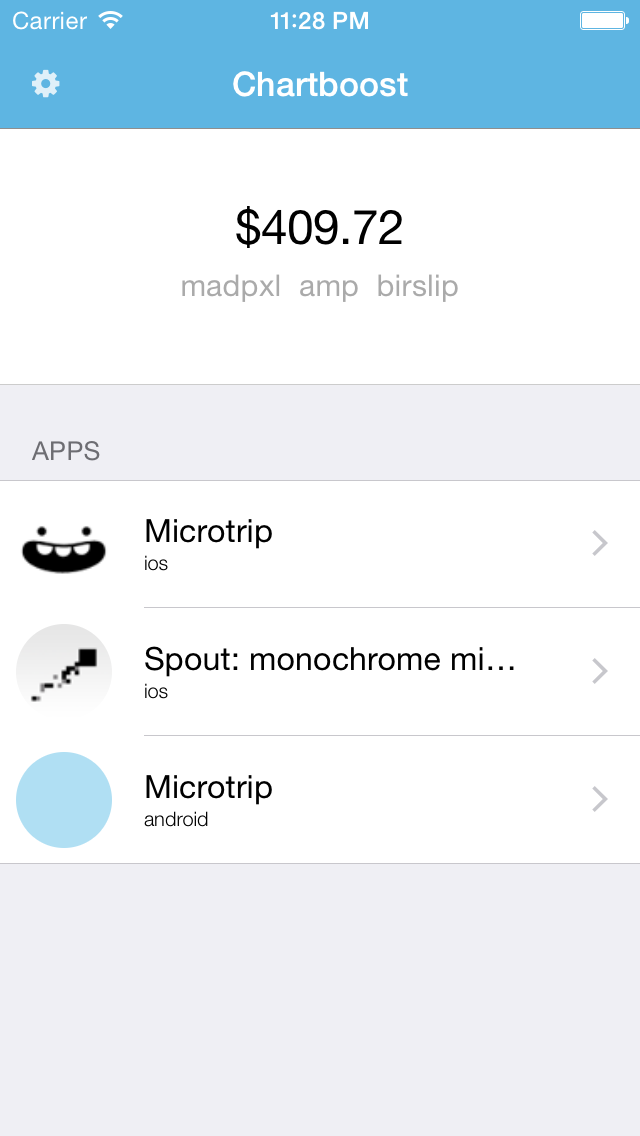 Carrier 11:28 PM
Chartboost
$409.72
madpxl amp birslip
APPS
Microtrip
ios
Spout: monochrome mi…
ios
Microtrip
android